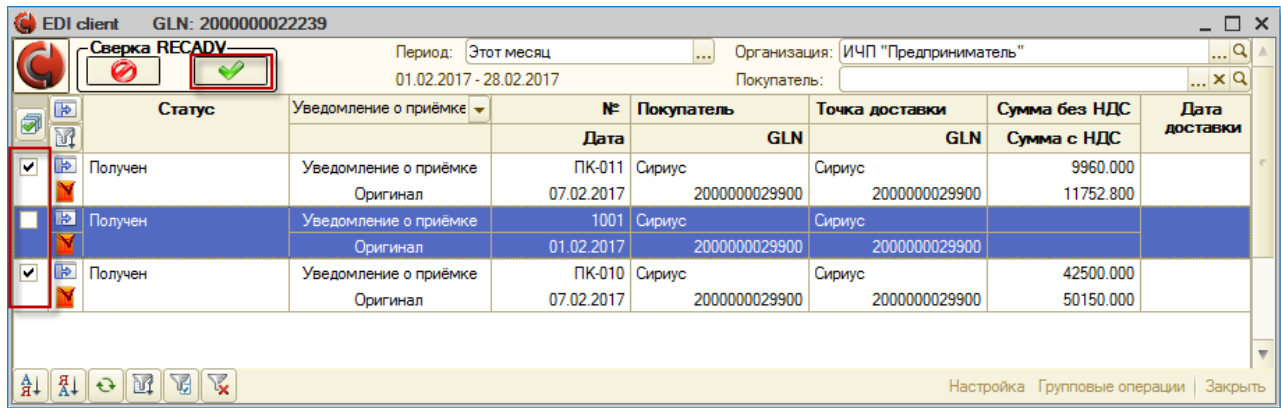 EDI client GLN: 2000000022239
Сверка RECADV Период: Этот месяц ... Организация: ИЧП "Предприниматель" ...
01.02.2017 - 28.02.2017 Покупатель: ...
Статус Уведомление о приёмке № Покупатель Точка доставки Сумма без НДС Дата доставки
Дата GLN GLN Сумма с НДС
Получен Уведомление о приёмке ПК-011 Сириус Сириус 9960.000
Оригинал 07.02.2017 2000000029900 2000000029900 11752.800
Получен Уведомление о приёмке 1001 Сириус Сириус
Оригинал 01.02.2017 2000000029900 2000000029900
Получен Уведомление о приёмке ПК-010 Сириус Сириус 42500.000
Оригинал 07.02.2017 2000000029900 2000000029900 50150.000
Настройка Групповые операции Закрыть